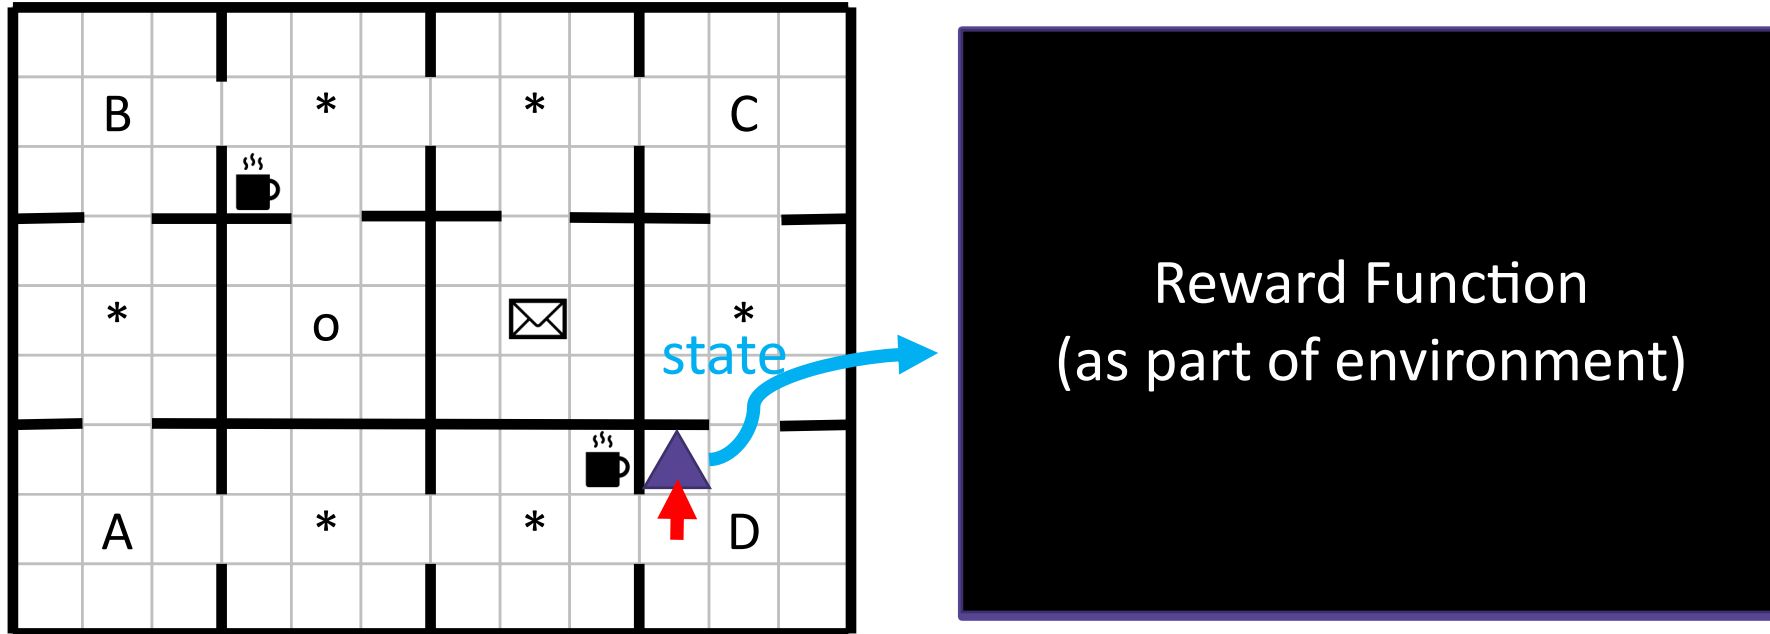 B * * C
* o *
state
A * * D
Reward Function
(as part of environment)